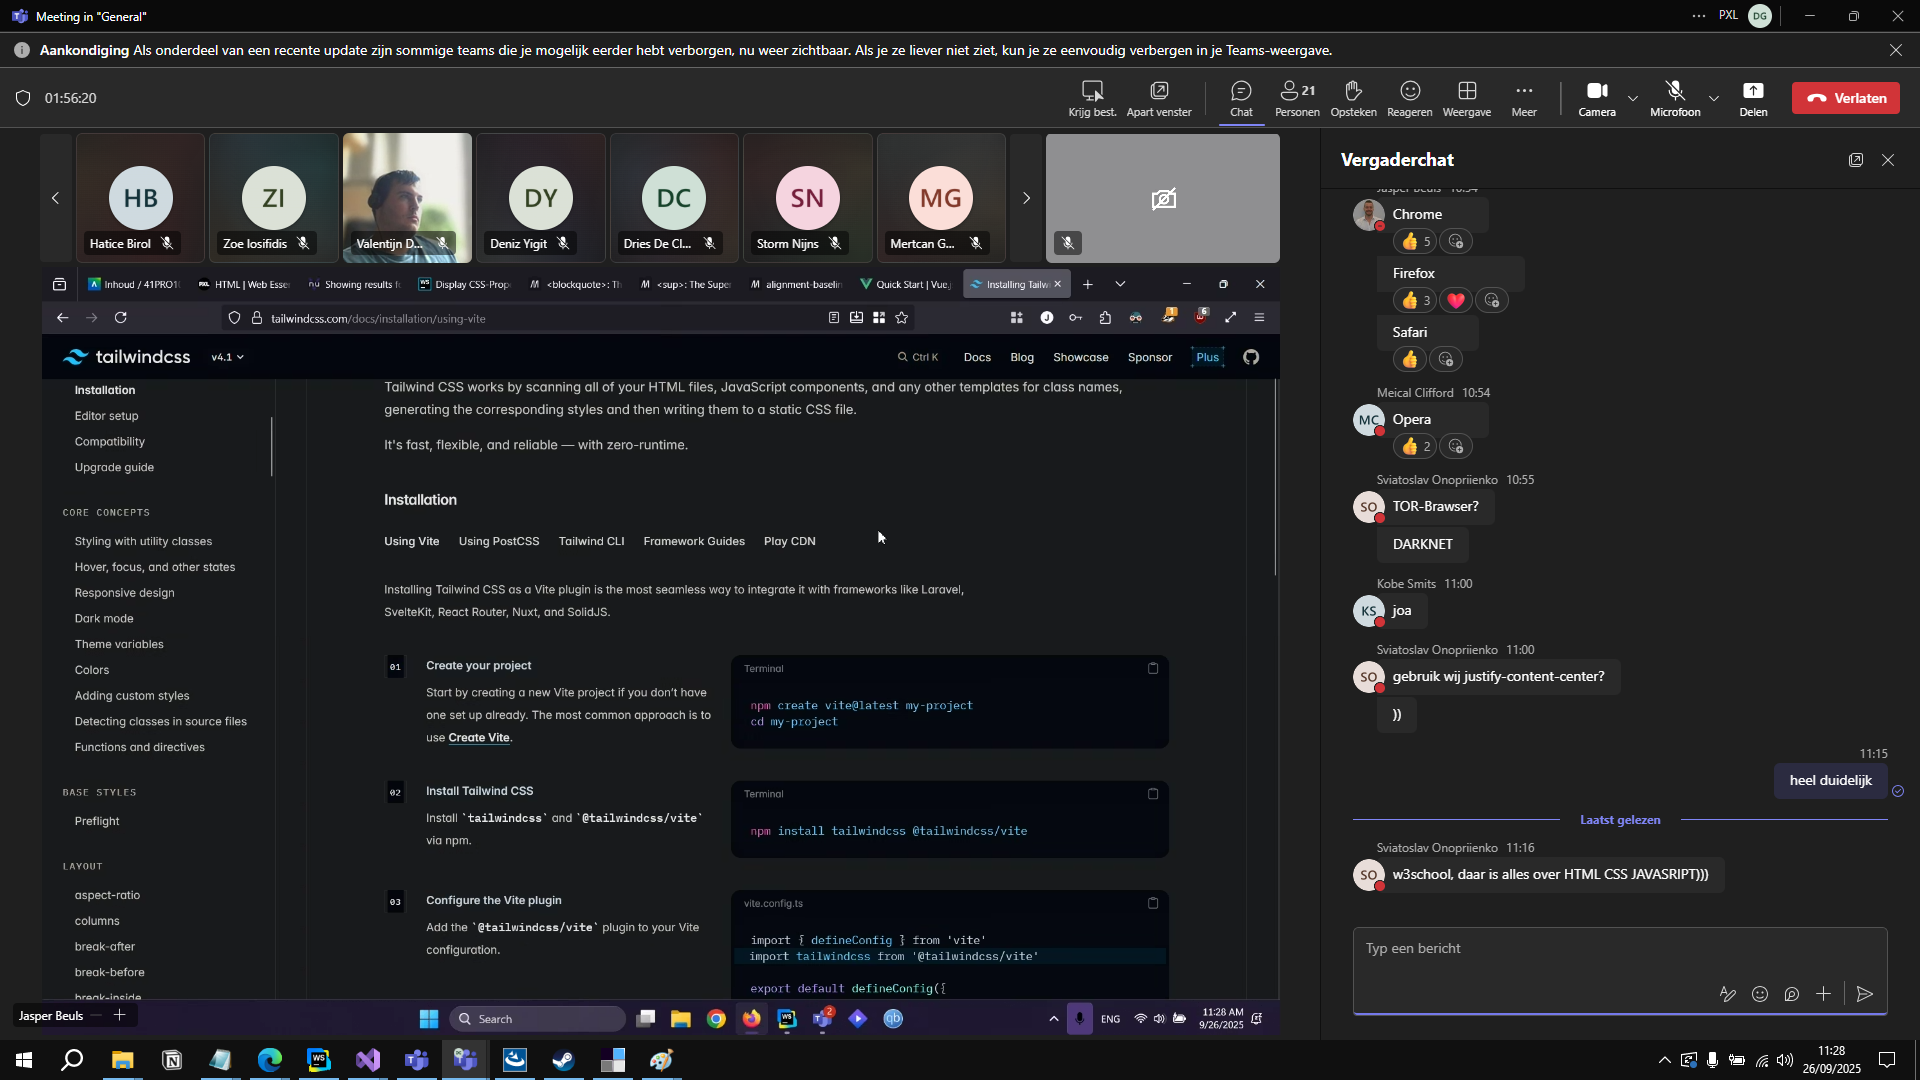 Meeting in "General"
PXL
DG
Aankondiging Als onderdeel van een recente update zijn sommige teams die je mogelijk eerder hebt verborgen, nu weer zichtbaar. Als je ze liever niet ziet, kun je ze eenvoudig verbergen in je Teams-weergave.
01:56:20
Krijg best.
Apart venster
Chat
21
Personen
Opsteken
Reageren
Weergave
Meer
Camera
Microfoon
Delen
Verlaten
HB
Hatice Birol
ZI
Zoe Iosifidis
Valentijn D...
DY
Deniz Yigit
DC
Dries De Cl...
SN
Storm Nijns
MG
Mertcan G...
Inhoud / 41PRO1
HTML | Web Esse
Showing results f
Display CSS-Prop
<blockquote>: Th
<sup>: The Super
alignment-baselin
Quick Start | Vue.j
Installing Tailw
tailwindcss.com/docs/installation/using-vite
tailwindcss
v4.1
Ctrl K
Docs
Blog
Showcase
Sponsor
Plus
Installation
Editor setup
Compatibility
Upgrade guide
CORE CONCEPTS
Styling with utility classes
Hover, focus, and other states
Responsive design
Dark mode
Theme variables
Colors
Adding custom styles
Detecting classes in source files
Functions and directives
BASE STYLES
Preflight
LAYOUT
aspect-ratio
columns
break-after
break-before
break-inside
Tailwind CSS works by scanning all of your HTML files, JavaScript components, and any other templates for class names,
generating the corresponding styles and then writing them to a static CSS file.
It's fast, flexible, and reliable — with zero-runtime.
Installation
Using Vite
Using PostCSS
Tailwind CLI
Framework Guides
Play CDN
Installing Tailwind CSS as a Vite plugin is the most seamless way to integrate it with frameworks like Laravel,
SvelteKit, React Router, Nuxt, and SolidJS.
01
Create your project
Start by creating a new Vite project if you don't have
one set up already. The most common approach is to
use Create Vite.
Terminal
npm create vite@latest my-project
cd my-project
02
Install Tailwind CSS
Install `tailwindcss` and `@tailwindcss/vite`
via npm.
Terminal
npm install tailwindcss @tailwindcss/vite
03
Configure the Vite plugin
Add the `@tailwindcss/vite` plugin to your Vite
configuration.
vite.config.ts
import { defineConfig } from 'vite'
import tailwindcss from '@tailwindcss/vite'
export default defineConfig({
Jasper Beuls
Search
ENG
11:28 AM
9/26/2025
Vergaderchat
Jasper Beuls 10:54
Chrome
5
Firefox
3
Safari
Meical Clifford 10:54
MC
Opera
2
Sviatoslav Onopriienko 10:55
SO
TOR-Brawser?
DARKNET
Kobe Smits 11:00
KS
joa
Sviatoslav Onopriienko 11:00
SO
gebruik wij justify-content-center?
))
11:15
heel duidelijk
Laatst gelezen
Sviatoslav Onopriienko 11:16
SO
w3school, daar is alles over HTML CSS JAVASRIPT)))
Typ een bericht
11:28
26/09/2025